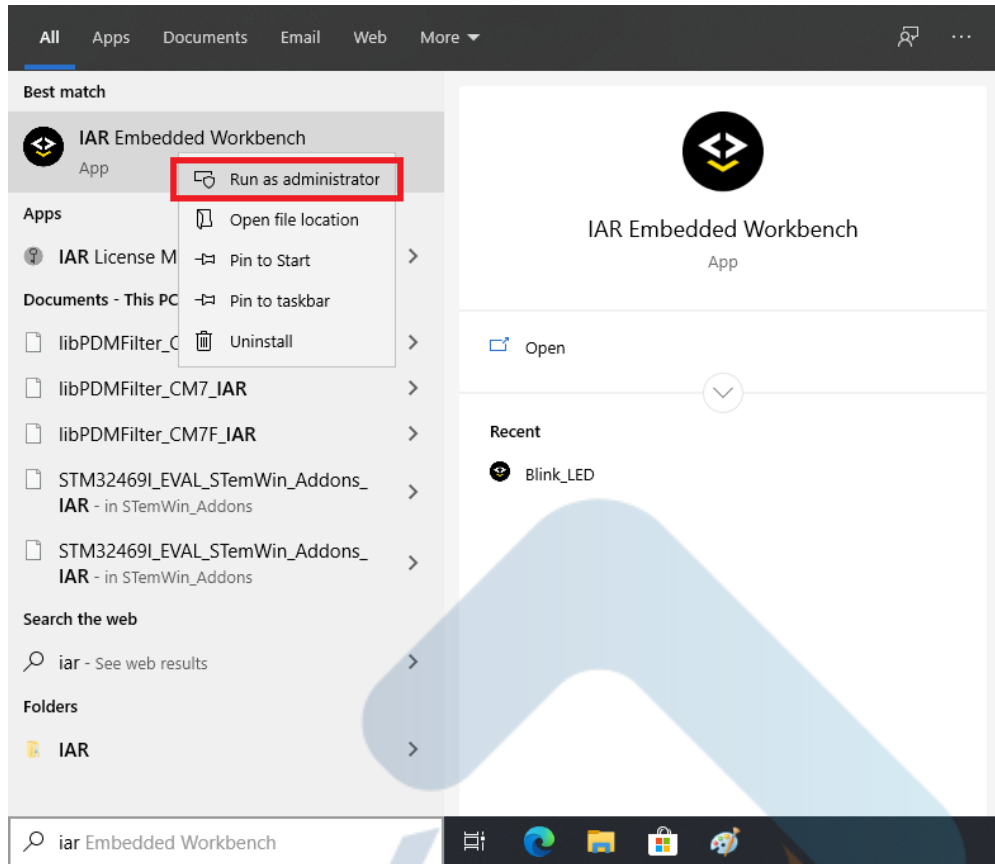 All Apps Documents Email Web More
Best match
IAR Embedded Workbench
App
Run as administrator
Open file location
Pin to Start
Pin to taskbar
Uninstall
Apps
IAR License M
Documents - This PC
libPDMFilter_C
libPDMFilter_CM7_IAR
libPDMFilter_CM7F_IAR
STM32469I_EVAL_STemWin_Addons_
IAR - in STemWin_Addons
STM32469I_EVAL_STemWin_Addons_
IAR - in STemWin_Addons
Search the web
iar - See web results
Folders
IAR
iar Embedded Workbench
IAR Embedded Workbench
App
Open
Recent
Blink_LED